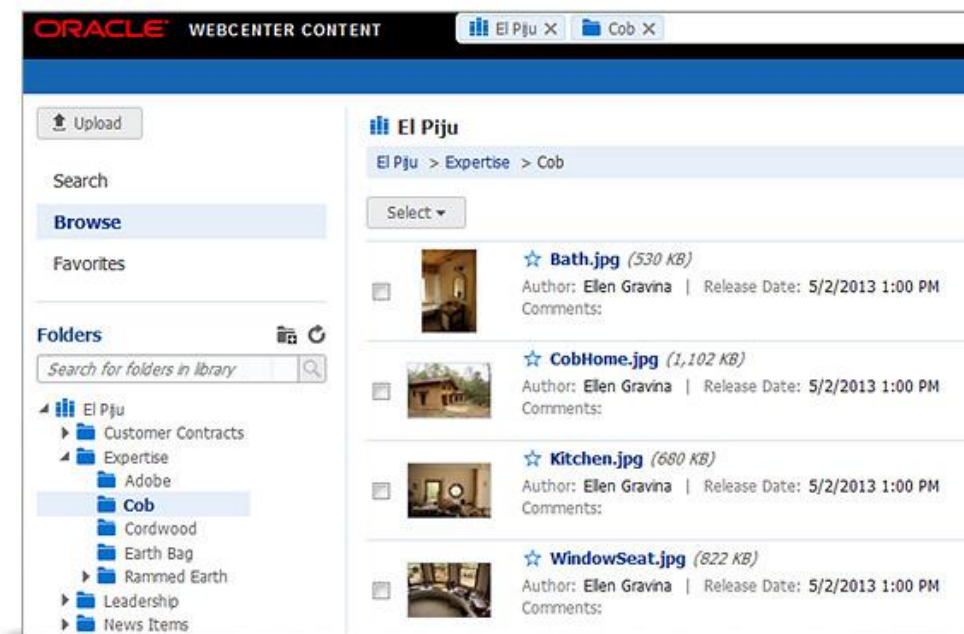 ORACLE WEBCENTER CONTENT
El Piju
Cob
Upload
Search
Browse
Favorites
Folders
Search for folders in library
El Piju
Customer Contracts
Expertise
Adobe
Cob
Cordwood
Earth Bag
Rammed Earth
Leadership
News Items
El Piju
El Piju > Expertise > Cob
Select
Bath.jpg (530 KB)
Author: Ellen Gravina | Release Date: 5/2/2013 1:00 PM
Comments:
CobHome.jpg (1,102 KB)
Author: Ellen Gravina | Release Date: 5/2/2013 1:00 PM
Comments:
Kitchen.jpg (680 KB)
Author: Ellen Gravina | Release Date: 5/2/2013 1:00 PM
Comments:
WindowSeat.jpg (822 KB)
Author: Ellen Gravina | Release Date: 5/2/2013 1:00 PM
Comments: